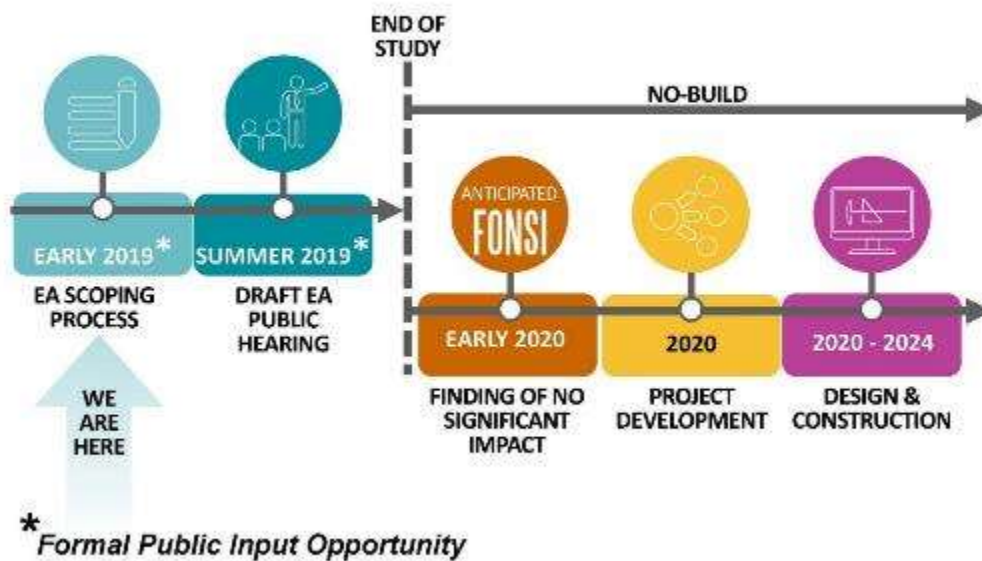 END OF
STUDY
NO-BUILD
ANTICIPATED
FONSI
EARLY 2019*
SUMMER 2019*
EARLY 2020
2020
2020 - 2024
EA SCOPING
PROCESS
DRAFT EA
PUBLIC
HEARING
FINDING OF NO
SIGNIFICANT
IMPACT
PROJECT
DEVELOPMENT
DESIGN &
CONSTRUCTION
WE
ARE
HERE
*Formal Public Input Opportunity